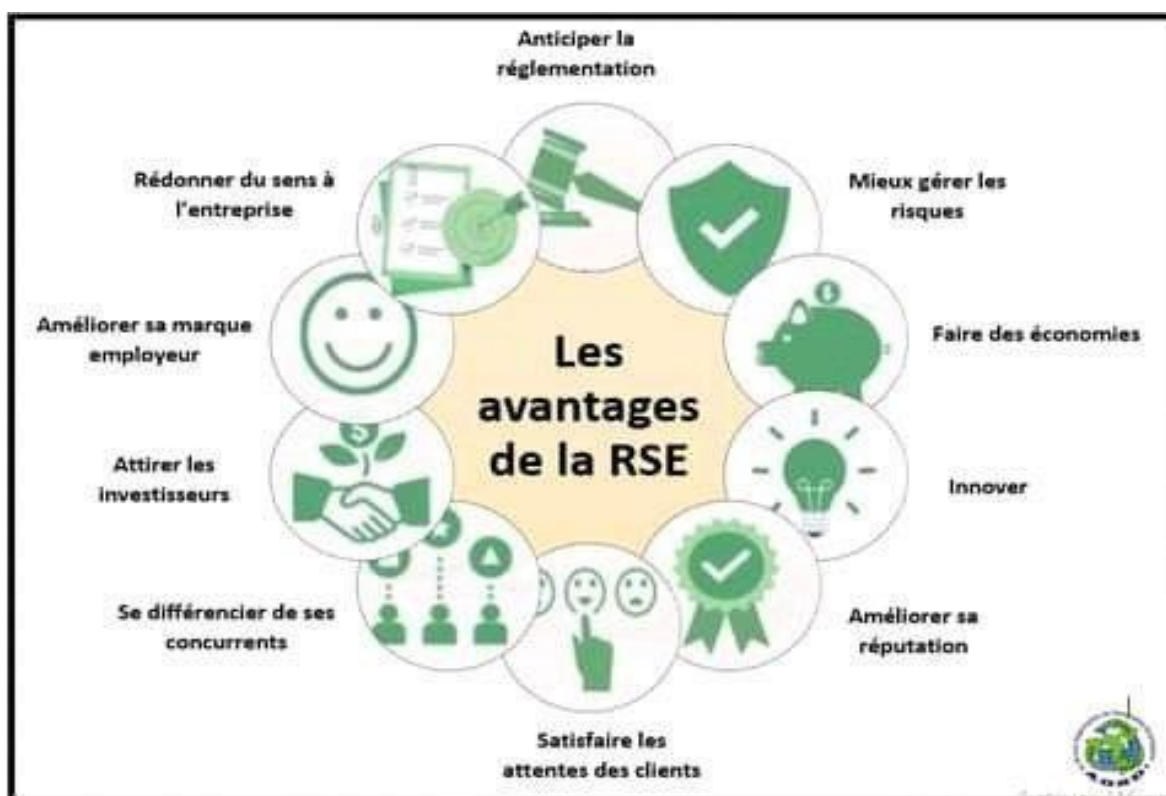 Anticiper la
réglementation
Mieux gérer les
risques
Faire des économies
Innover
Améliorer sa
réputation
Satisfaire les
attentes des clients
Se différencier de ses
concurrents
Attirer les
investisseurs
Améliorer sa marque
employeur
Rédonner du sens à
l'entreprise
Les
avantages
de la RSE